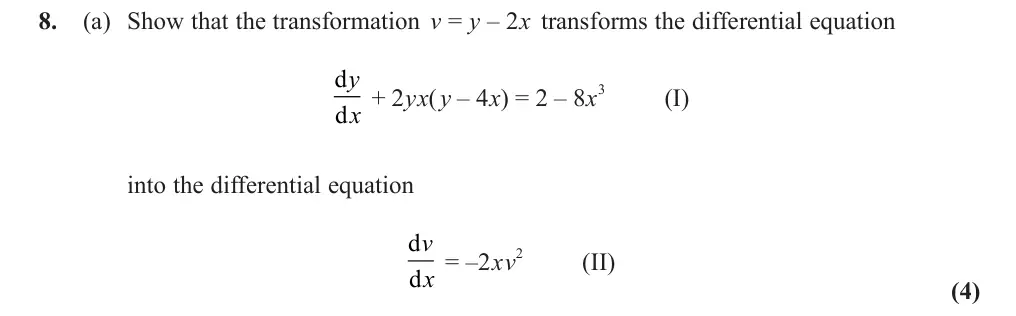 8. (a) Show that the transformation v = y – 2x transforms the differential equation
dy/dx + 2yx(y – 4x) = 2 – 8x³ (I)
into the differential equation
dv/dx = –2xv² (II)
(4)